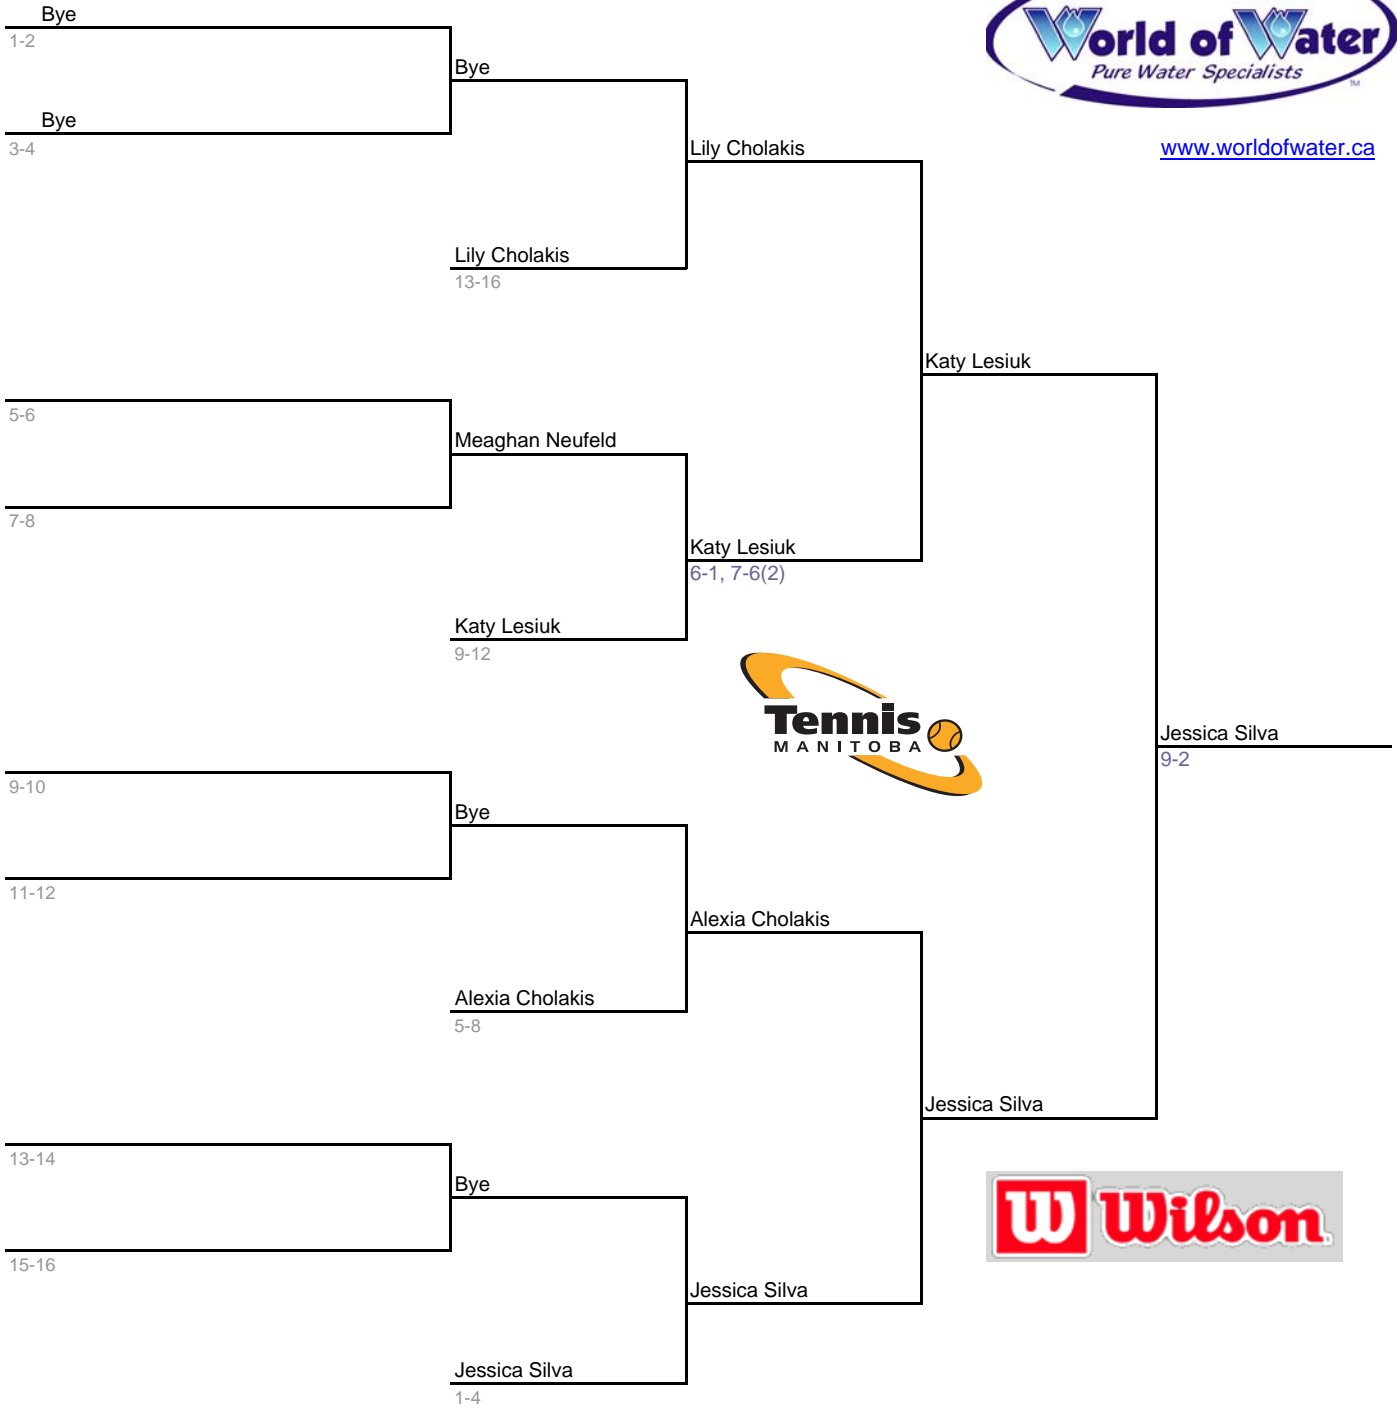 Bye
1-2
World of Water
Pure Water Specialists
TM
Bye
Bye
3-4
Lily Cholakis
www.worldofwater.ca
Lily Cholakis
13-16
Katy Lesiuk
5-6
Meaghan Neufeld
7-8
Katy Lesiuk
6-1, 7-6(2)
Katy Lesiuk
9-12
Tennis
MANITOBA
Jessica Silva
9-2
9-10
Bye
11-12
Alexia Cholakis
Alexia Cholakis
5-8
Jessica Silva
13-14
Bye
W Wilson
15-16
Jessica Silva
Jessica Silva
1-4